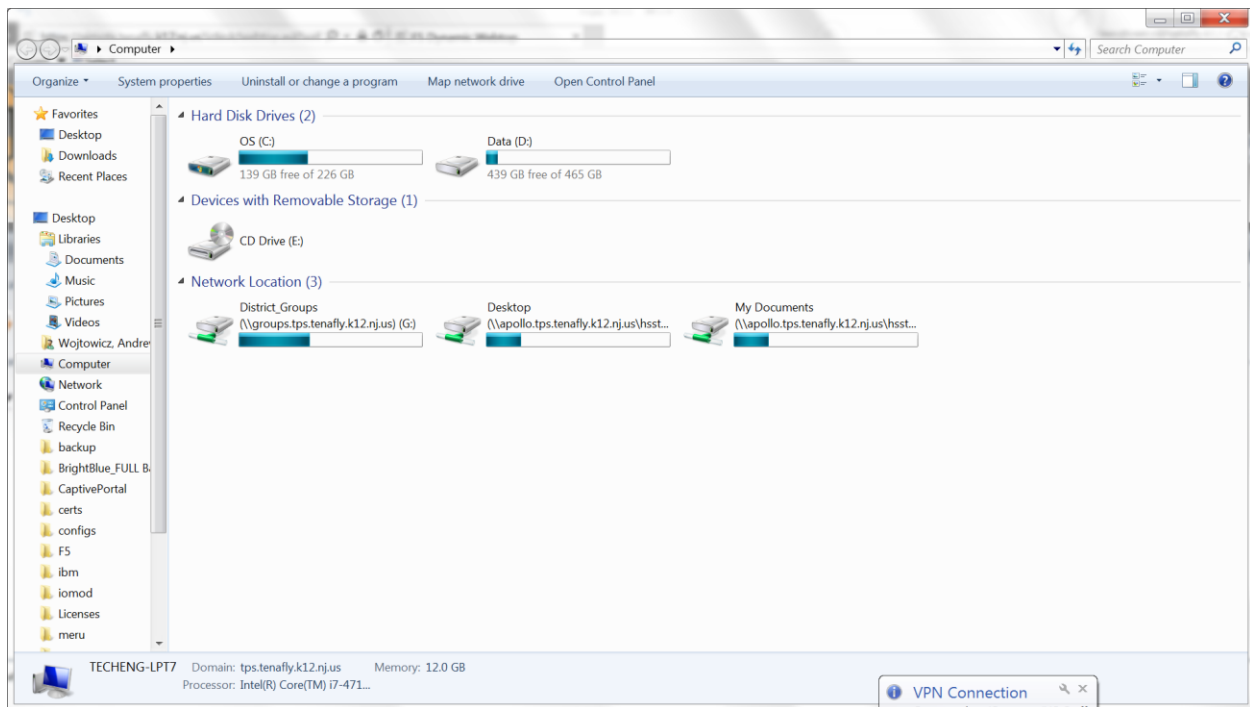 Computer
Search Computer
Organize
System properties
Uninstall or change a program
Map network drive
Open Control Panel
Favorites
Desktop
Downloads
Recent Places
Desktop
Libraries
Documents
Music
Pictures
Videos
Wojtowicz, Andre
Computer
Network
Control Panel
Recycle Bin
backup
BrightBlue_FULL
CaptivePortal
certs
configs
F5
ibm
iomod
Licenses
meru
Hard Disk Drives (2)
OS (C:)
139 GB free of 226 GB
Data (D:)
439 GB free of 465 GB
Devices with Removable Storage (1)
CD Drive (E:)
Network Location (3)
District_Groups
(\\groups.tps.tenafly.k12.nj.us) (G:)
Desktop
(\\apollo.tps.tenafly.k12.nj.us\hsst...
My Documents
(\\apollo.tps.tenafly.k12.nj.us\hsst...
TECHENG-LPT7 Domain: tps.tenafly.k12.nj.us Memory: 12.0 GB
Processor: Intel(R) Core(TM) i7-471...
VPN Connection